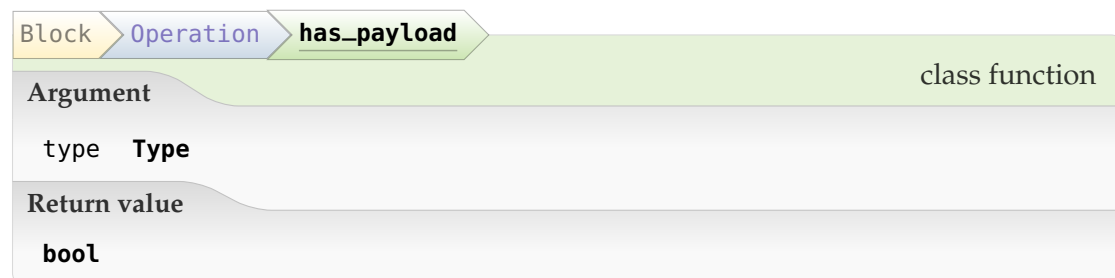 Block Operation has_payload
class function
Argument
type Type
Return value
bool